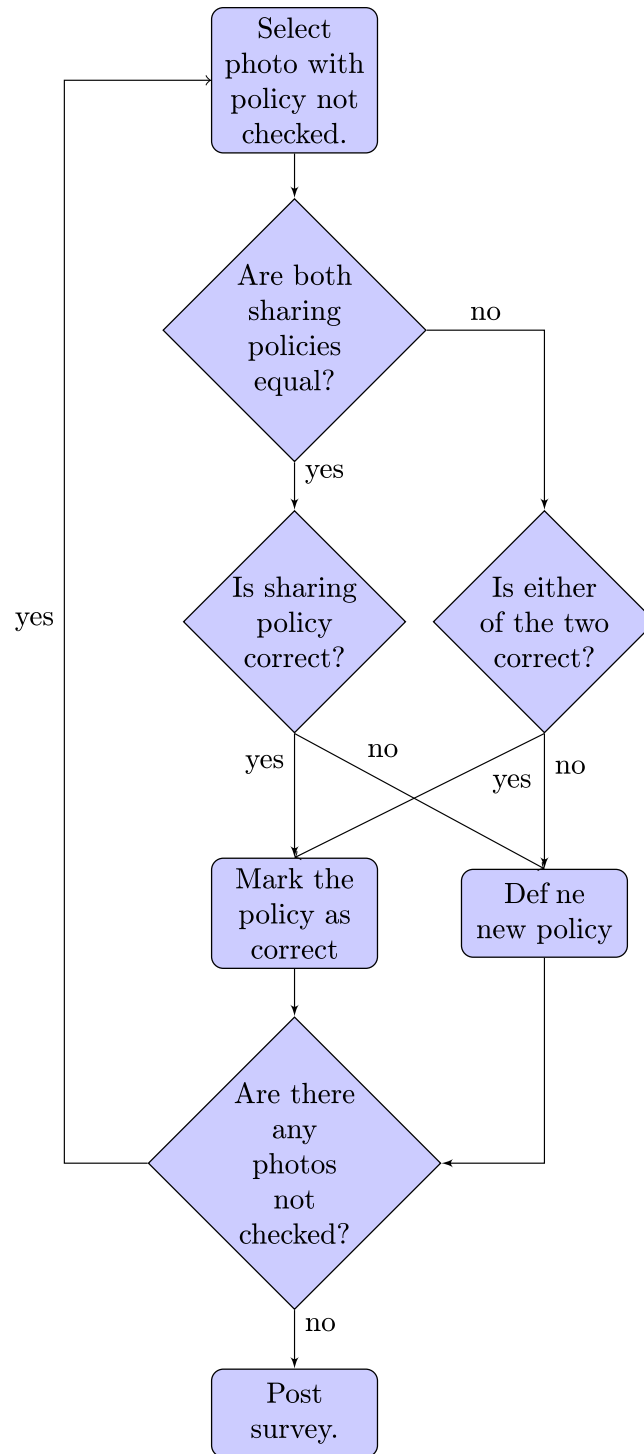 Select
photo with
policy not
checked.
Are both
sharing
policies
equal?
no
yes
Is sharing
policy
correct?
Is either
of the two
correct?
yes
yes
no
yes
no
Mark the
policy as
correct
Def ne
new policy
Are there
any
photos
not
checked?
no
Post
survey.